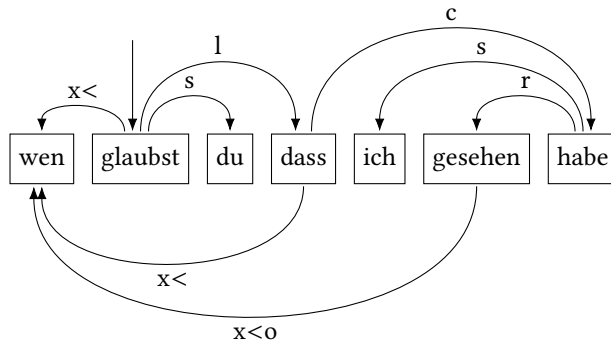 c
l s
s r
x<
wen glaubst du dass ich gesehen habe
x<
x<o